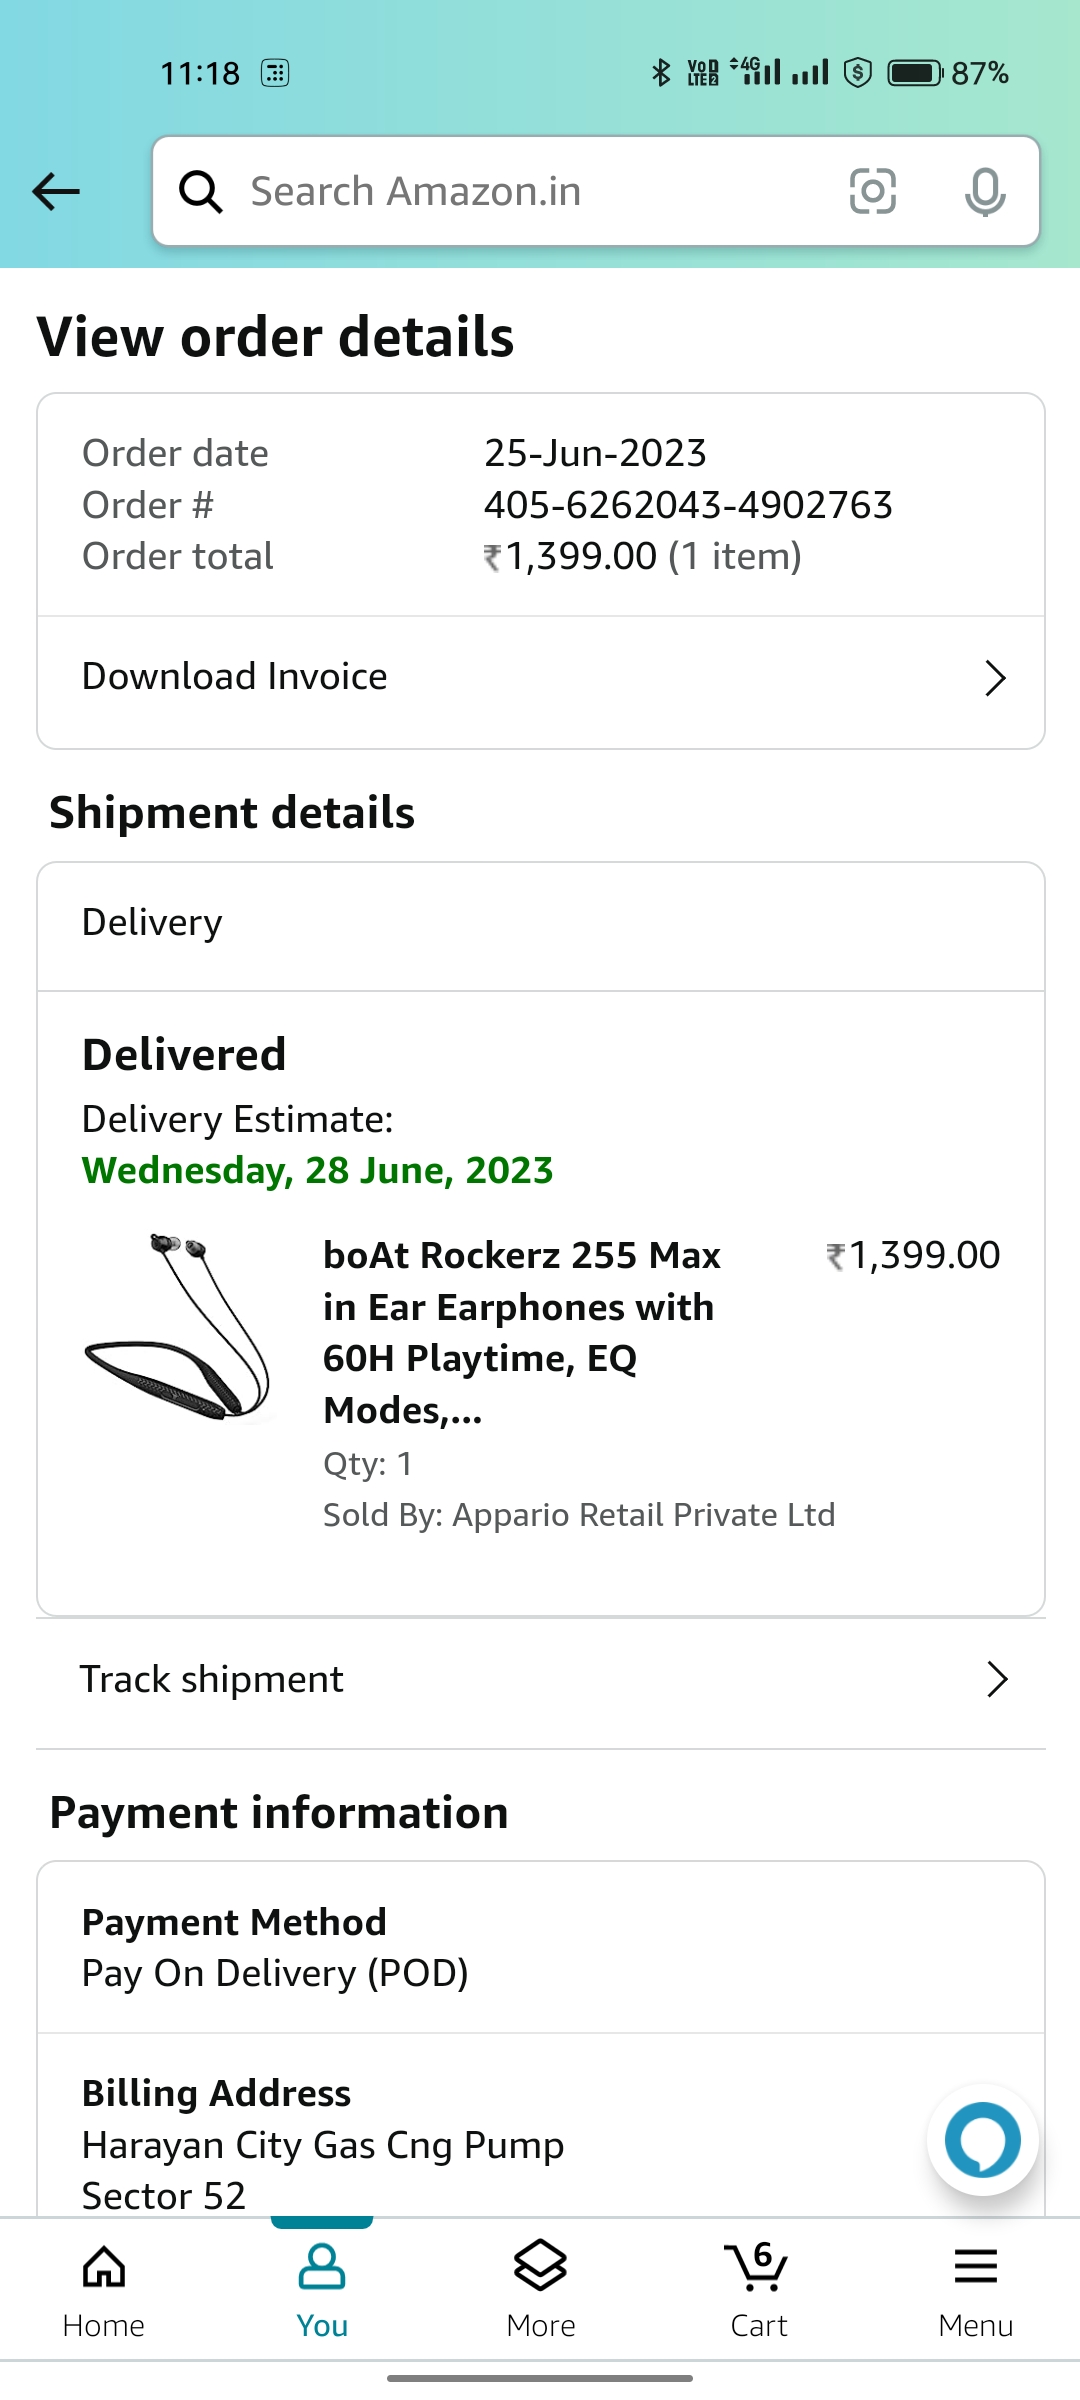 11:18
VoD LTE2 4G 87%
Search Amazon.in
View order details
Order date 25-Jun-2023
Order # 405-6262043-4902763
Order total ₹1,399.00 (1 item)
Download Invoice
Shipment details
Delivery
Delivered
Delivery Estimate:
Wednesday, 28 June, 2023
boAt Rockerz 255 Max ₹1,399.00
in Ear Earphones with
60H Playtime, EQ
Modes,...
Qty: 1
Sold By: Appario Retail Private Ltd
Track shipment
Payment information
Payment Method
Pay On Delivery (POD)
Billing Address
Harayan City Gas Cng Pump
Sector 52
6
Home You More Cart Menu